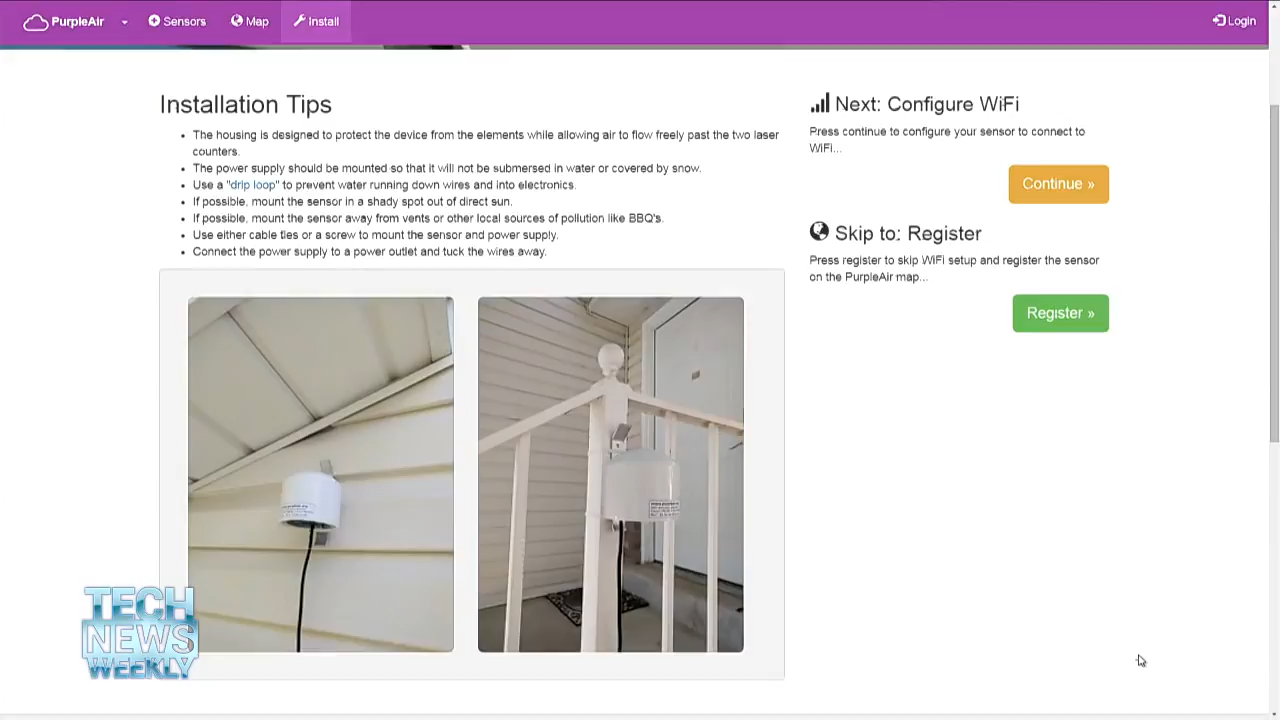 PurpleAir
Sensors
Map
Install
Login
Installation Tips
The housing is designed to protect the device from the elements while allowing air to flow freely past the two laser
counters.
The power supply should be mounted so that it will not be submersed in water or covered by snow.
Use a "drip loop" to prevent water running down wires and into electronics.
If possible, mount the sensor in a shady spot out of direct sun.
If possible, mount the sensor away from vents or other local sources of pollution like BBQ's.
Use either cable ties or a screw to mount the sensor and power supply.
Connect the power supply to a power outlet and tuck the wires away.
Next: Configure WiFi
Press continue to configure your sensor to connect to
WiFi...
Continue »
Skip to: Register
Press register to skip WiFi setup and register the sensor
on the PurpleAir map...
Register »
TECH
NEWS
WEEKLY